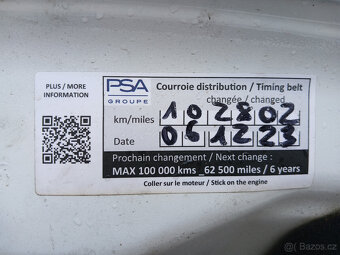 PLUS / MORE
INFORMATION
PSA
GROUPE
Courroie distribution / Timing belt
changée / changed
km/miles 102802
Date 061223
Prochain changement / Next change :
MAX 100 000 kms _62 500 miles / 6 years
Coller sur le moteur / Stick on the engine
Sbazar.cz